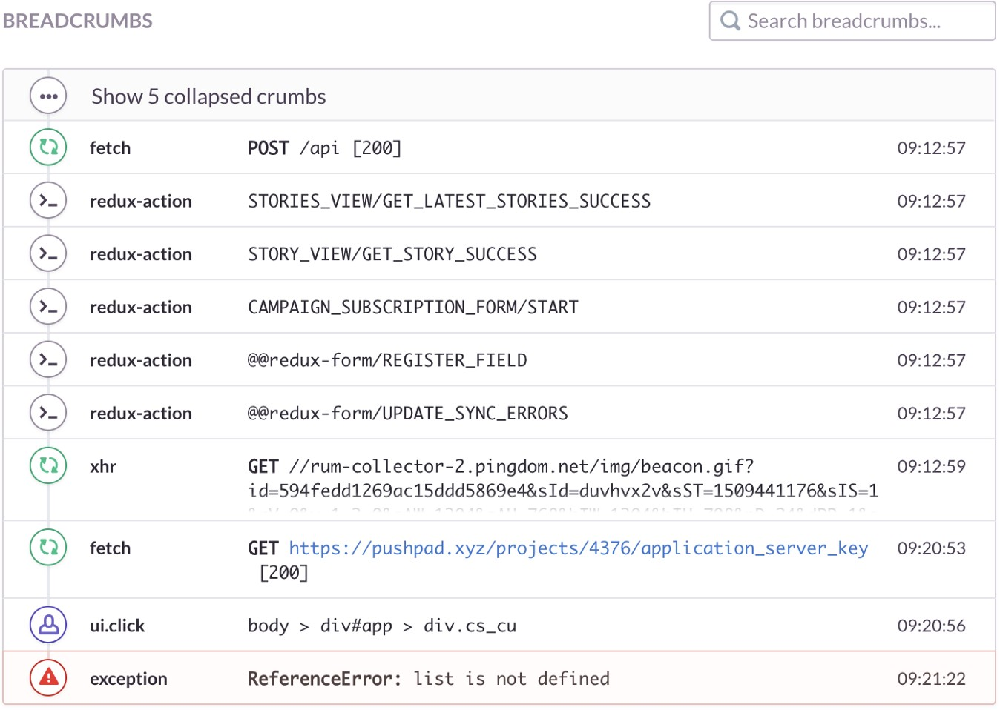 BREADCRUMBS
Search breadcrumbs...
Show 5 collapsed crumbs
fetch POST /api [200] 09:12:57
redux-action STORIES_VIEW/GET_LATEST_STORIES_SUCCESS 09:12:57
redux-action STORY_VIEW/GET_STORY_SUCCESS 09:12:57
redux-action CAMPAIGN_SUBSCRIPTION_FORM/START 09:12:57
redux-action @@redux-form/REGISTER_FIELD 09:12:57
redux-action @@redux-form/UPDATE_SYNC_ERRORS 09:12:57
xhr GET //rum-collector-2.pingdom.net/img/beacon.gif? 09:12:59
id=594fedd1269ac15ddd5869e4&sId=duvhvx2v&sST=1509441176&sIS=1
fetch GET https://pushpad.xyz/projects/4376/application_server_key 09:20:53
[200]
ui.click body > div#app > div.cs_cu 09:20:56
exception ReferenceError: list is not defined 09:21:22